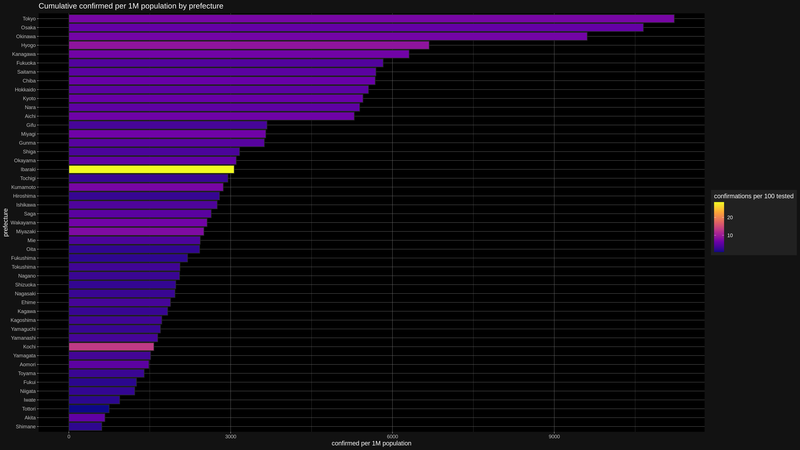 Cumulative confirmed per 1M population by prefecture
Tokyo
Osaka
Okinawa
Hyogo
Kanagawa
Fukuoka
Saitama
Chiba
Hokkaido
Kyoto
Nara
Aichi
Gifu
Miyagi
Gunma
Shiga
Okayama
Ibaraki
Tochigi
Kumamoto
Hiroshima
Ishikawa
Saga
Wakayama
Miyazaki
Mie
Oita
Fukushima
Tokushima
Nagano
Shizuoka
Nagasaki
Ehime
Kagawa
Kagoshima
Yamaguchi
Yamanashi
Kochi
Yamagata
Aomori
Toyama
Fukui
Niigata
Iwate
Tottori
Akita
Shimane
prefecture
0 3000 6000 9000
confirmed per 1M population
confirmations per 100 tested
20
10